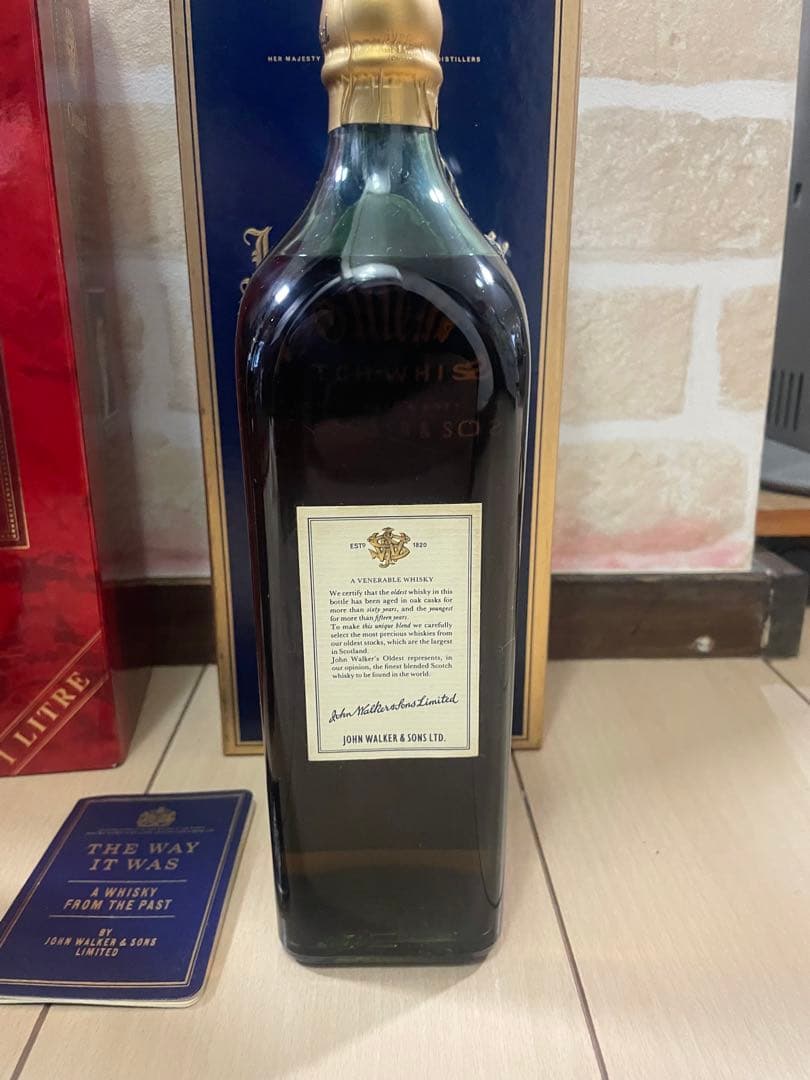 HER MAJESTY
DISTILLERS
TCH·WHIS
& SO
ESTD 1820
A VENERABLE WHISKY
We certify that the oldest whisky in this
bottle has been aged in oak casks for
more than sixty years, and the youngest
for more than fifteen years.
To make this unique blend we carefully
select the most precious whiskies from
our oldest stocks, which are the largest
in Scotland.
John Walker's Oldest represents, in
our opinion, the finest blended Scotch
whisky to be found in the world.
John Walker & Sons Limited
JOHN WALKER & SONS LTD.
1 LITRE
THE WAY
IT WAS
A WHISKY
FROM THE PAST
BY
JOHN WALKER & SONS
LIMITED